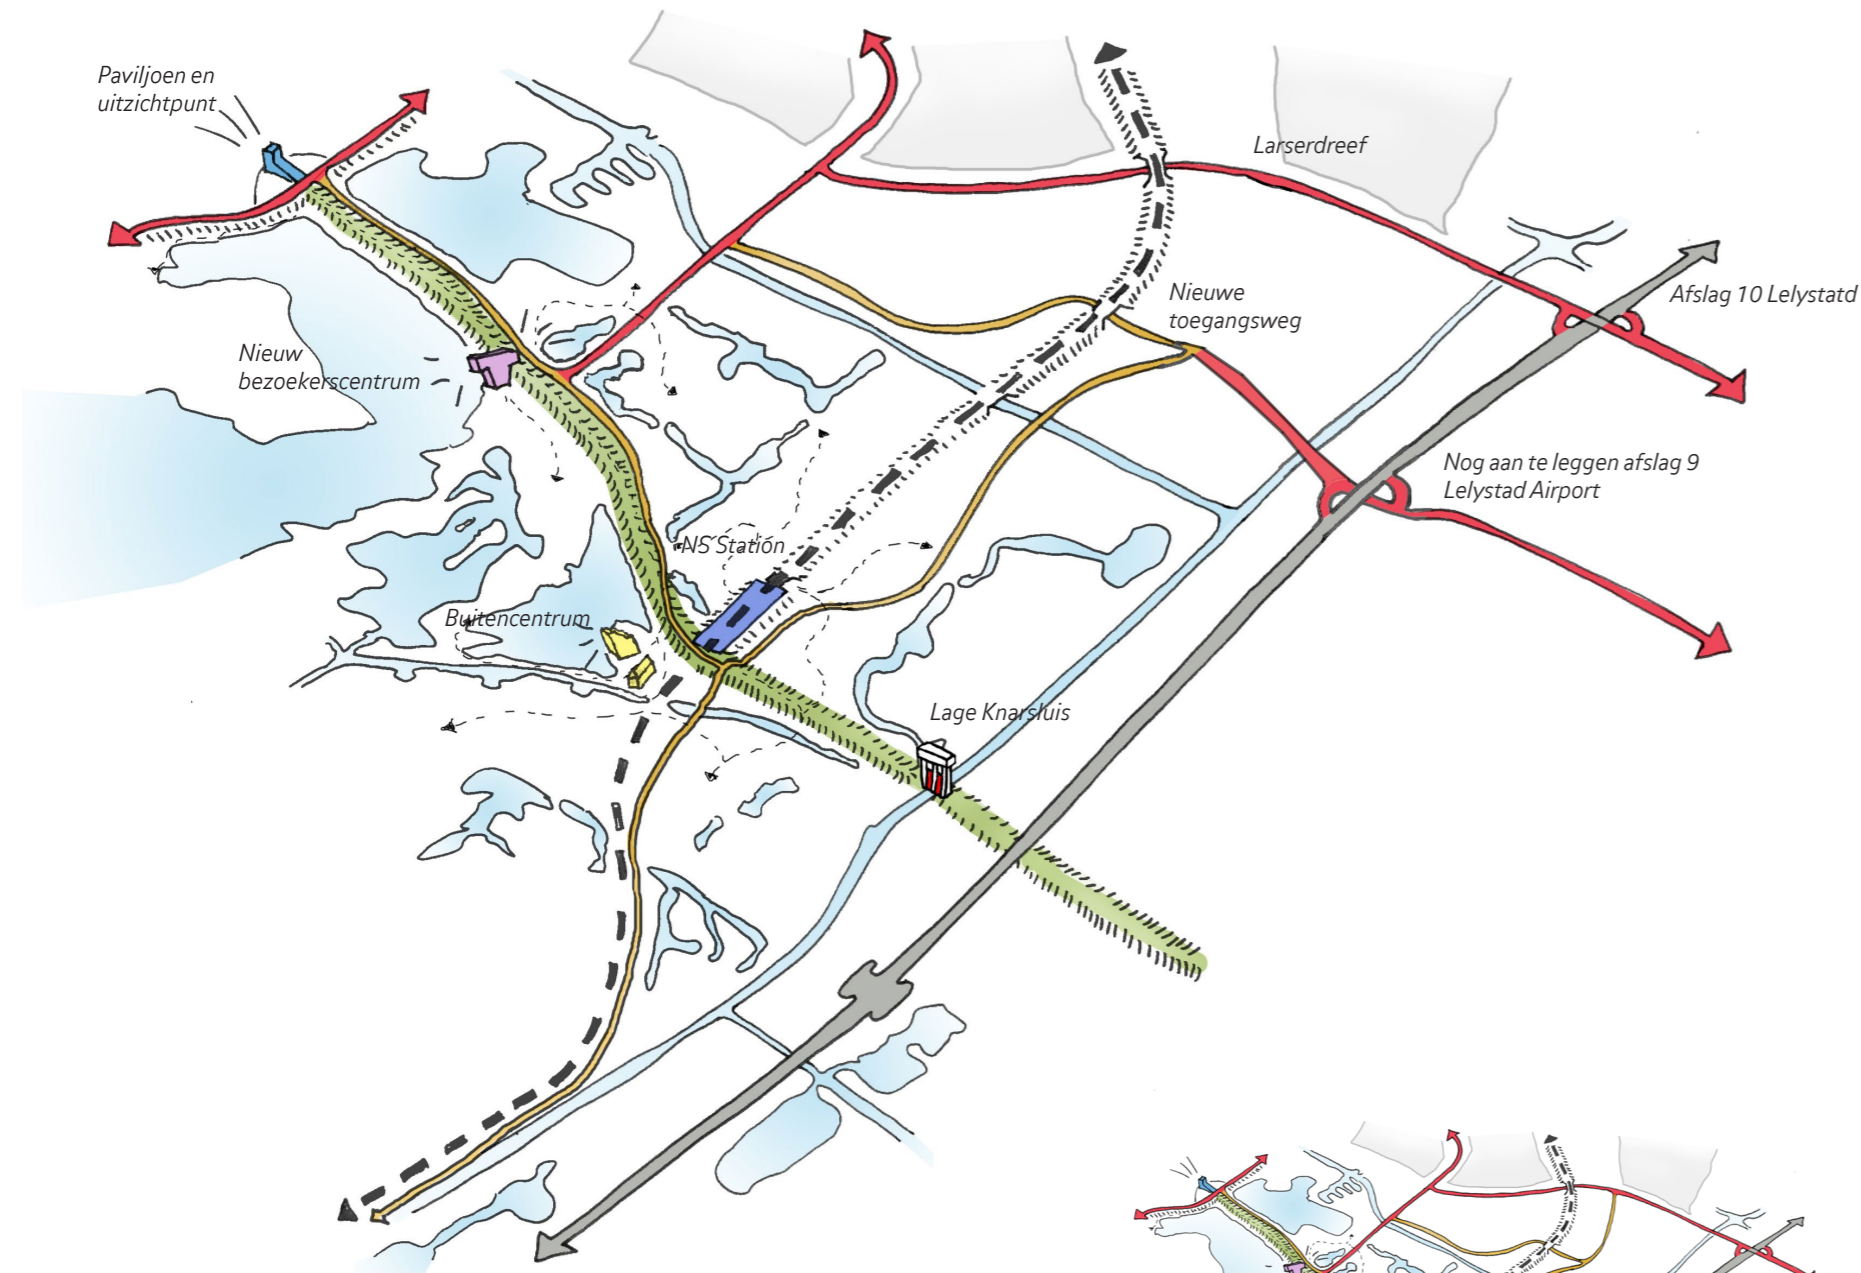 Paviljoen en
uitzichtpunt
Larserdreef
Nieuwe
toegangsweg
Afslag 10 Lelystatd
Nieuw
bezoekerscentrum
Nog aan te leggen afslag 9
Lelystad Airport
NS Station
Buitencentrum
Lage Knarsluis